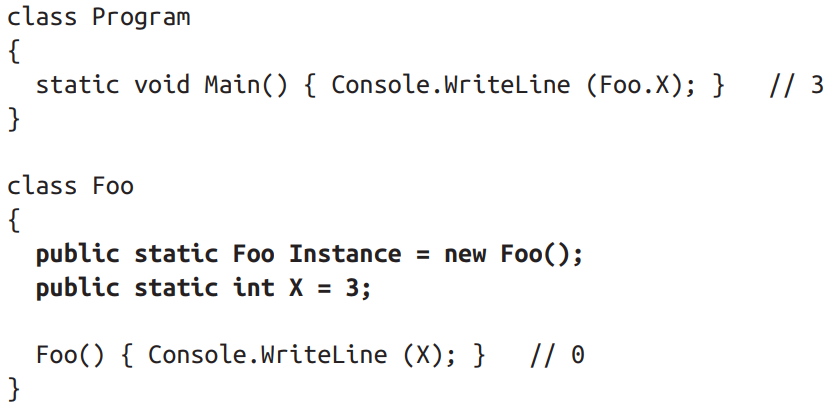 class Program
{
  static void Main() { Console.WriteLine (Foo.X); }   // 3
}

class Foo
{
  public static Foo Instance = new Foo();
  public static int X = 3;

  Foo() { Console.WriteLine (X); }   // 0
}